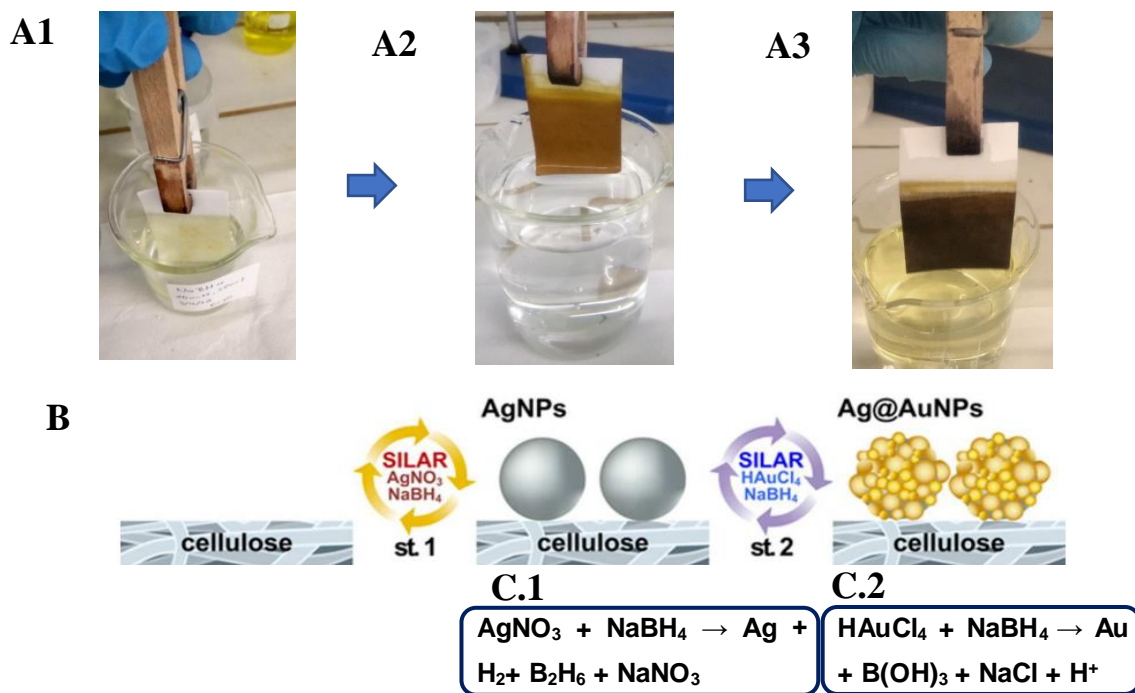 A1
A2
A3
B
AgNPs
Ag@AuNPs
SILAR
AgNO₃
NaBH₄
SILAR
HAuCl₄
NaBH₄
cellulose
st. 1
cellulose
st. 2
cellulose
C.1
C.2
AgNO₃ + NaBH₄ → Ag +
H₂+ B₂H₆ + NaNO₃
HAuCl₄ + NaBH₄ → Au
+ B(OH)₃ + NaCl + H⁺